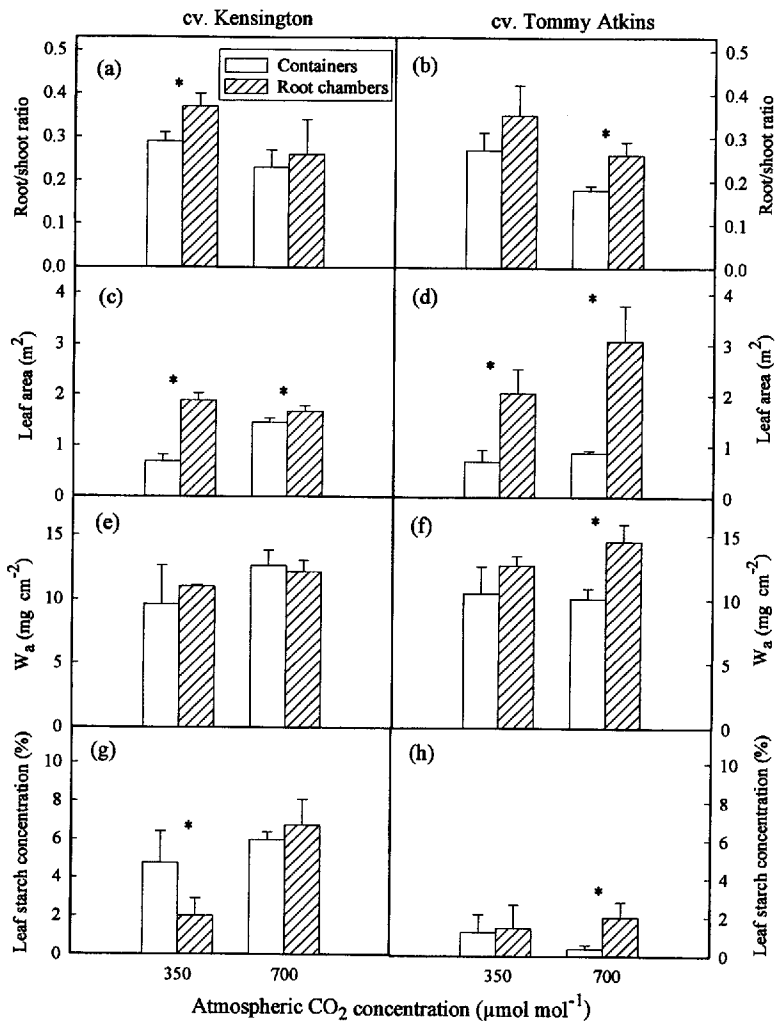 cv. Kensington
cv. Tommy Atkins
(a)
*
Containers
Root chambers
(b)
*
Root/shoot ratio
0.5
0.4
0.3
0.2
0.1
0.0
0.5
0.4
0.3
0.2
0.1
0.0
Root/shoot ratio
(c)
*
*
(d)
*
*
Leaf area (m²)
4
3
2
1
0
4
3
2
1
0
Leaf area (m²)
(e)
(f)
*
Wₐ (mg cm⁻²)
15
10
5
0
15
10
5
0
Wₐ (mg cm⁻²)
(g)
*
(h)
*
Leaf starch concentration (%)
10
8
6
4
2
0
10
8
6
4
2
0
Leaf starch concentration (%)
350
700
350
700
Atmospheric CO₂ concentration (µmol mol⁻¹)